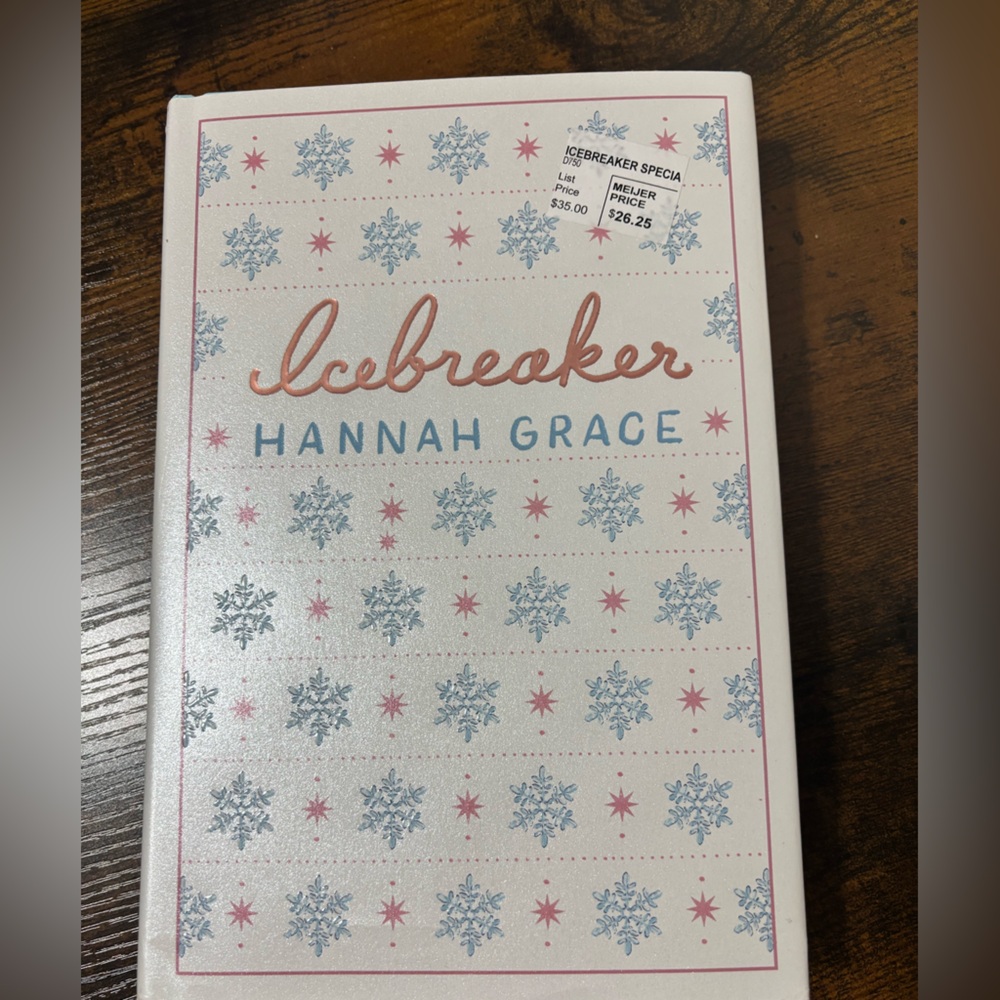 ICEBREAKER SPECIA
D750
List
Price
$35.00
MEIJER
PRICE
$26.25
Icebreaker
HANNAH GRACE